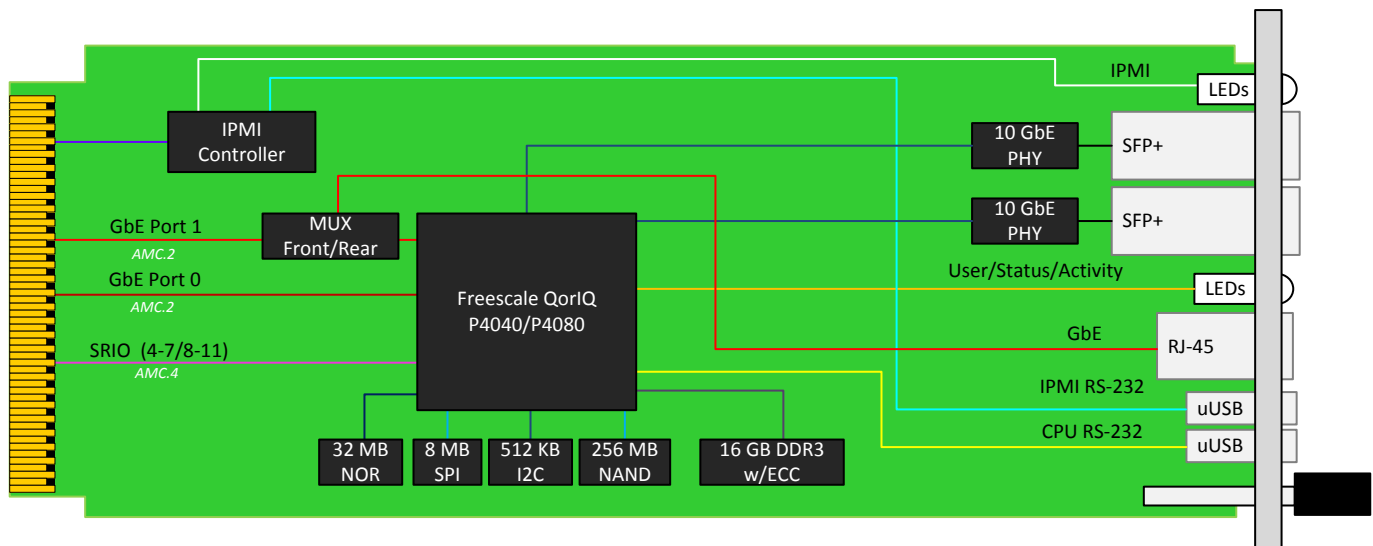 IPMI
LEDs
IPMI
Controller
10 GbE
PHY
SFP+
GbE Port 1
AMC.2
MUX
Front/Rear
10 GbE
PHY
SFP+
GbE Port 0
AMC.2
User/Status/Activity
LEDs
Freescale QorIQ
P4040/P4080
SRIO  (4-7/8-11)
AMC.4
GbE
RJ-45
IPMI RS-232
uUSB
CPU RS-232
uUSB
32 MB
NOR
8 MB
SPI
512 KB
I2C
256 MB
NAND
16 GB DDR3
w/ECC